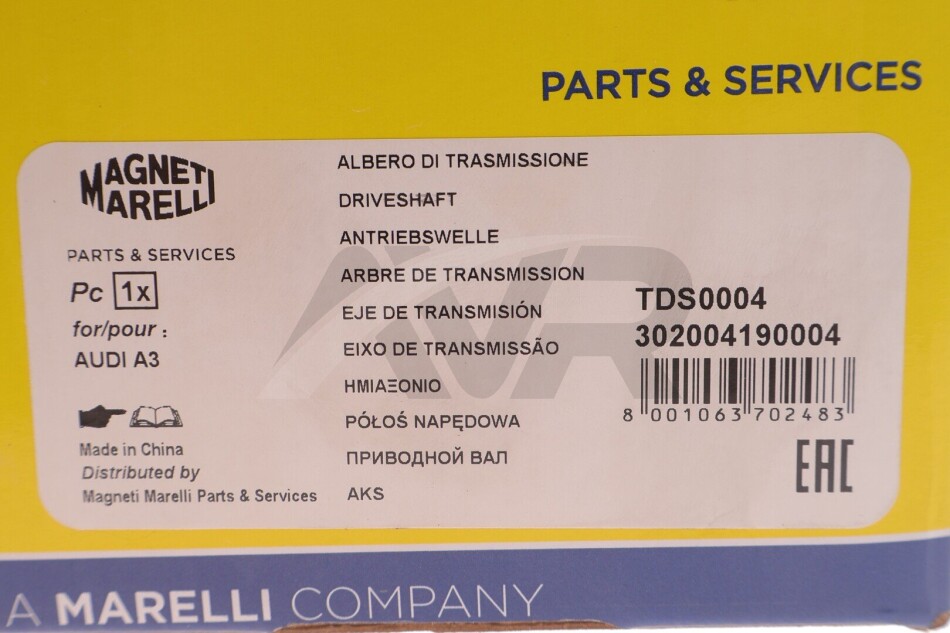 PARTS & SERVICES
MAGNETI
MARELLI
PARTS & SERVICES
Pc 1x
for/pour :
AUDI A3
Made in China
Distributed by
Magneti Marelli Parts & Services
ALBERO DI TRASMISSIONE
DRIVESHAFT
ANTRIEBSWELLE
ARBRE DE TRANSMISSION
EJE DE TRANSMISIÓN
EIXO DE TRANSMISSÃO
ΗΜΙΑΞΟΝΙΟ
PÓŁOŚ NAPĘDOWA
ПРИВОДНОЙ ВАЛ
AKS
AVR
TDS0004
302004190004
8 001063 702483
EAC
A MARELLI COMPANY